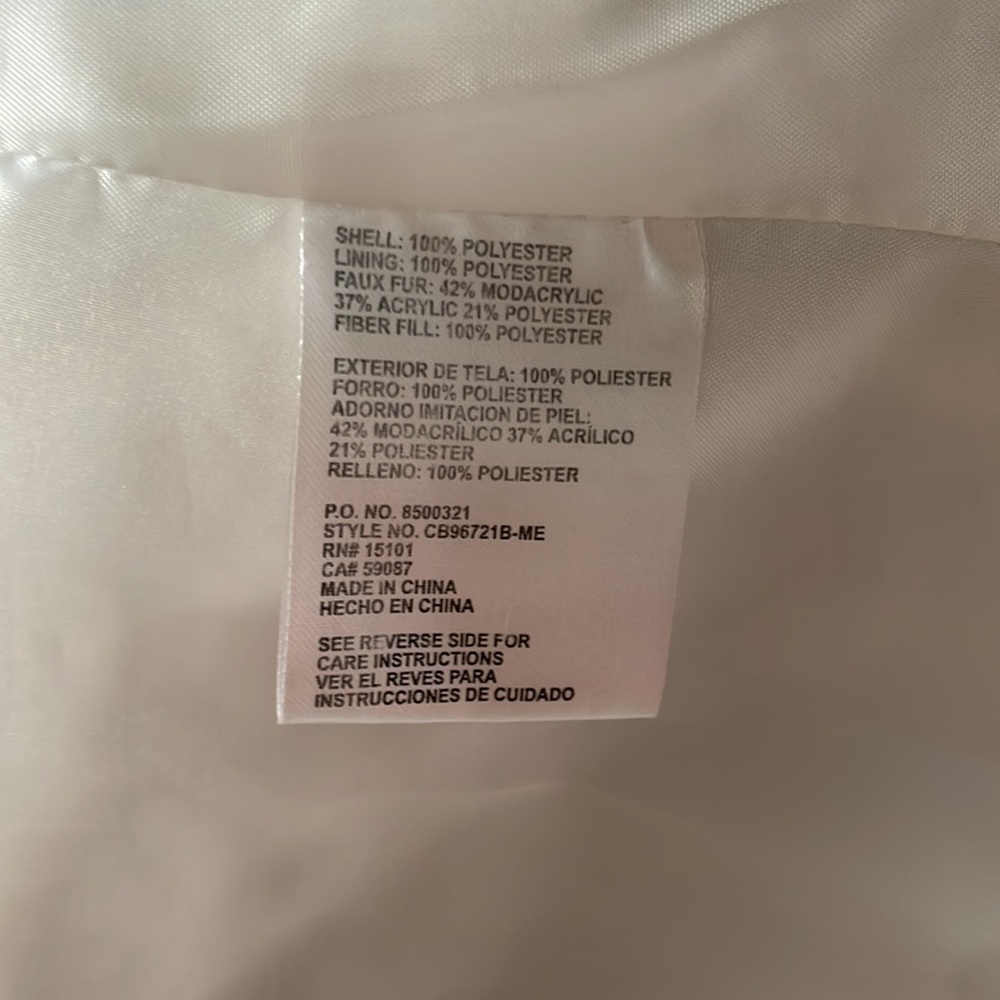 SHELL: 100% POLYESTER
LINING: 100% POLYESTER
FAUX FUR: 42% MODACRYLIC
37% ACRYLIC 21% POLYESTER
FIBER FILL: 100% POLYESTER
EXTERIOR DE TELA: 100% POLIESTER
FORRO: 100% POLIESTER
ADORNO IMITACION DE PIEL:
42% MODACRÍLICO 37% ACRÍLICO
21% POLIESTER
RELLENO: 100% POLIESTER
P.O. NO. 8500321
STYLE NO. CB96721B-ME
RN# 15101
CA# 59087
MADE IN CHINA
HECHO EN CHINA
SEE REVERSE SIDE FOR
CARE INSTRUCTIONS
VER EL REVES PARA
INSTRUCCIONES DE CUIDADO